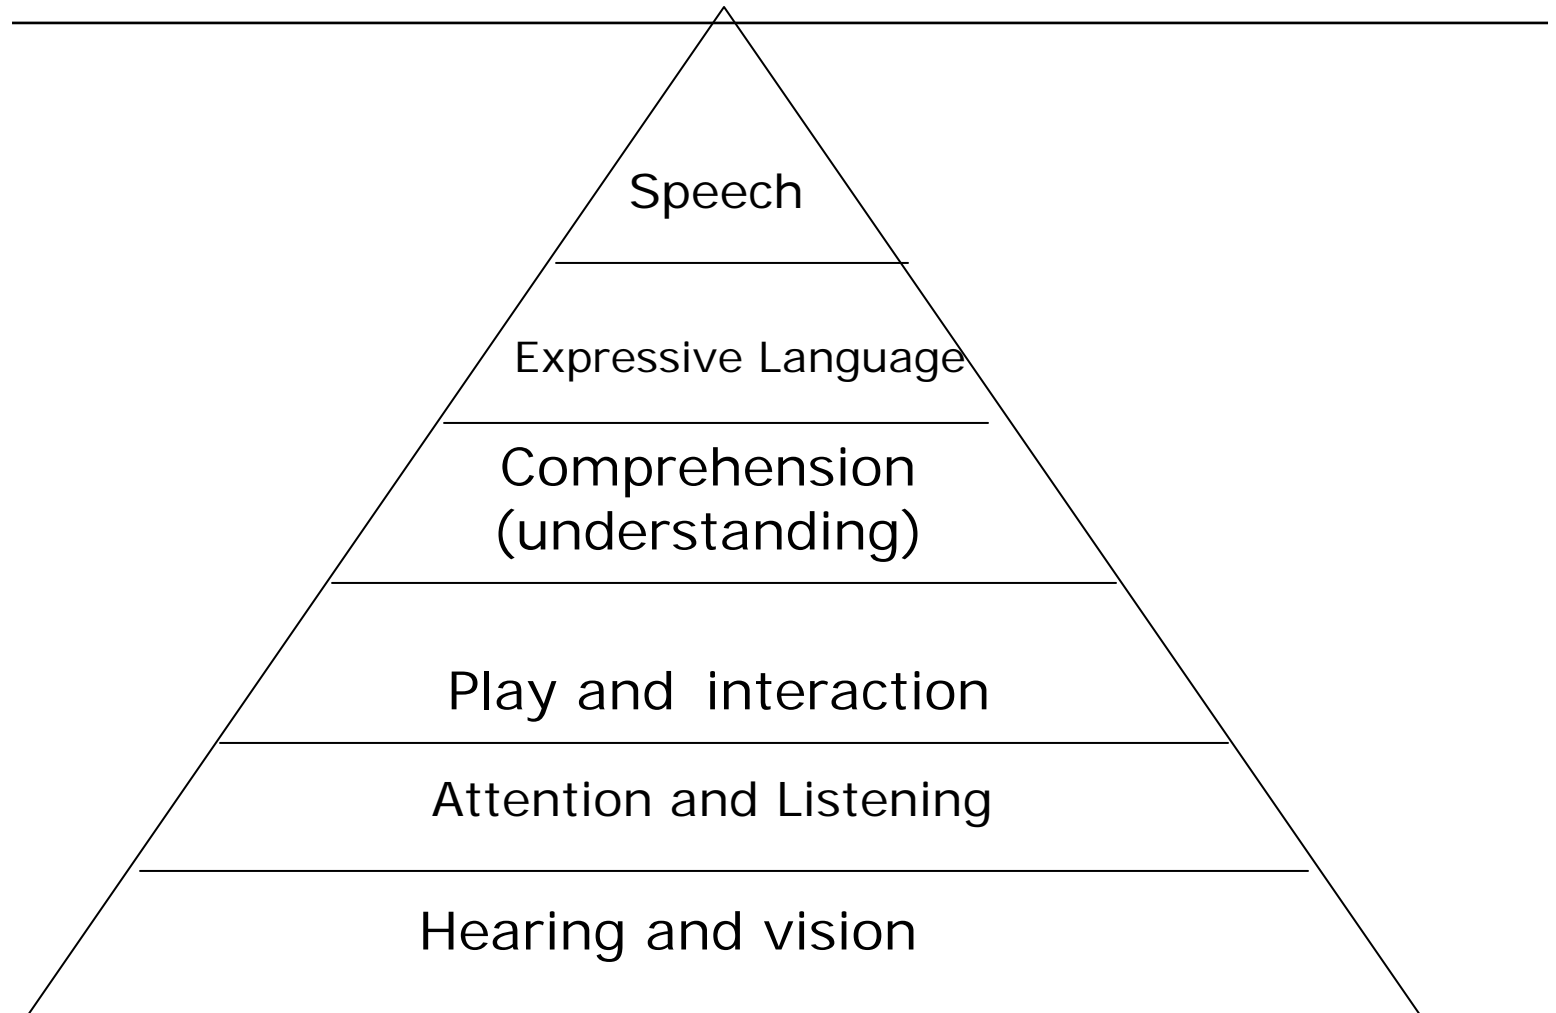 Speech
Expressive Language
Comprehension
(understanding)
Play and interaction
Attention and Listening
Hearing and vision